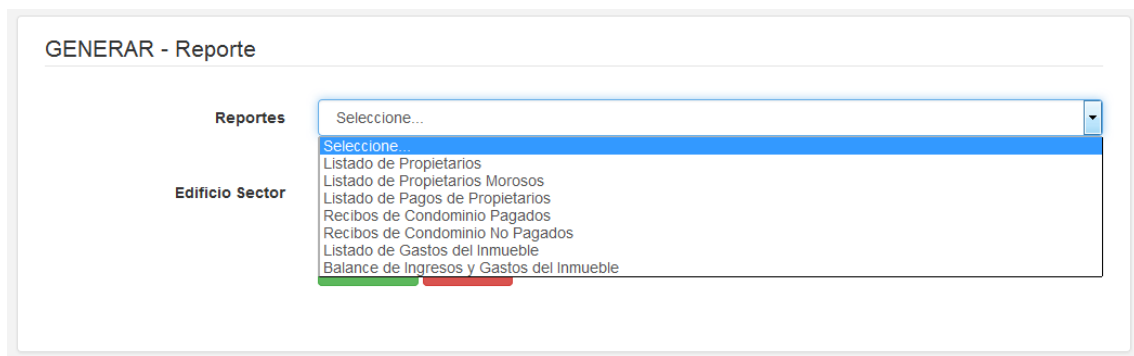 GENERAR - Reporte
Reportes
Seleccione...
Seleccione...
Listado de Propietarios
Listado de Propietarios Morosos
Listado de Pagos de Propietarios
Edificio Sector
Recibos de Condominio Pagados
Recibos de Condominio No Pagados
Listado de Gastos del Inmueble
Balance de Ingresos y Gastos del Inmueble